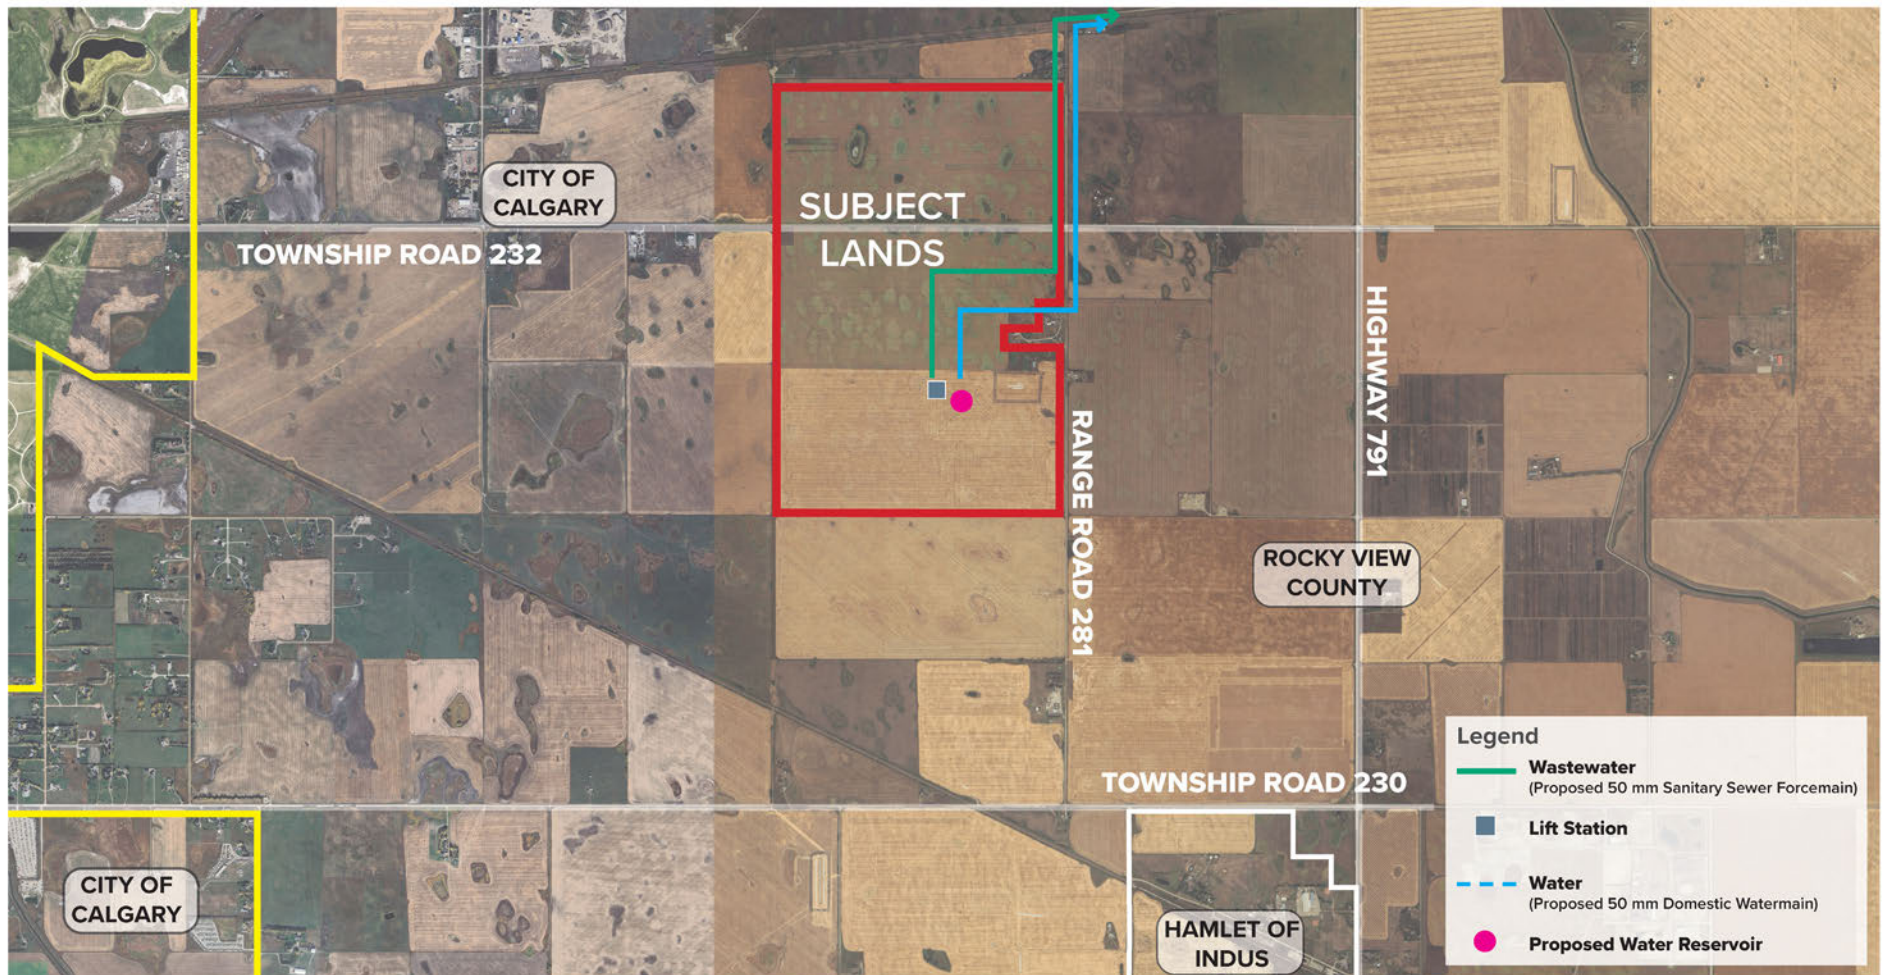 CITY OF
CALGARY
SUBJECT
LANDS
TOWNSHIP ROAD 232
HIGHWAY 791
RANGE ROAD 281
ROCKY VIEW
COUNTY
TOWNSHIP ROAD 230
CITY OF
CALGARY
HAMLET OF
INDUS
Legend
Wastewater
(Proposed 50 mm Sanitary Sewer Forcemain)
Lift Station
Water
(Proposed 50 mm Domestic Watermain)
Proposed Water Reservoir